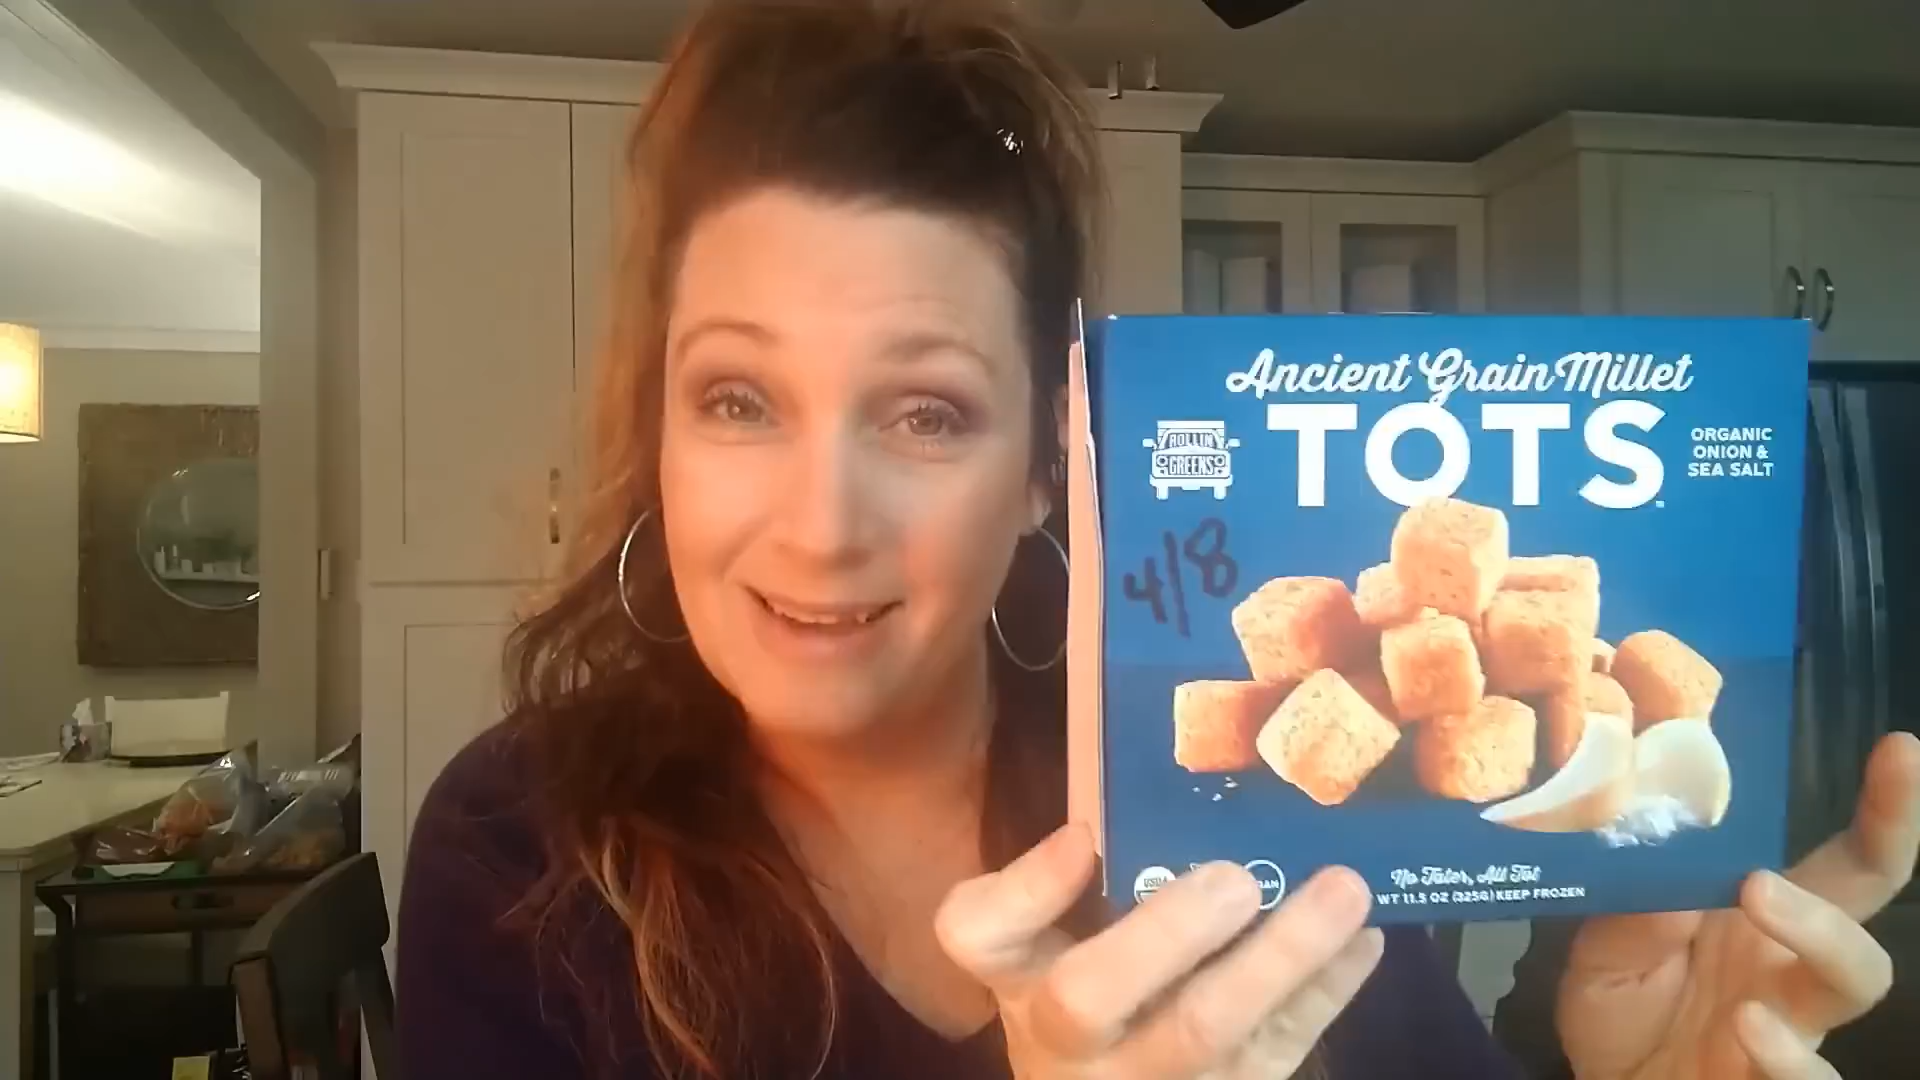 Ancient Grain Millet
TOTS
ROLLIN
GREENS
ORGANIC
ONION &
SEA SALT
4/8
USDA
No Tater, All Tot
WT 11.5 OZ (325G) KEEP FROZEN